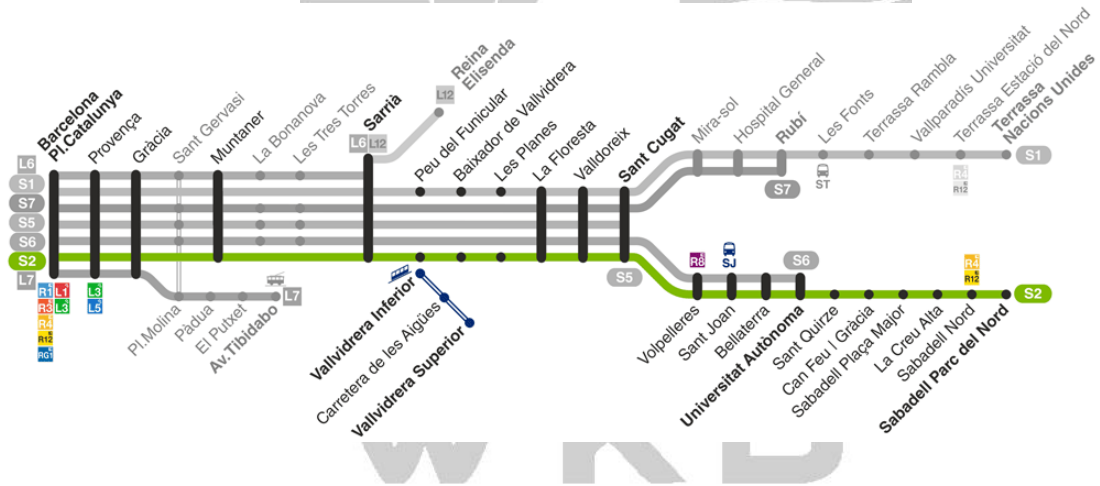 Barcelona
Pl.Catalunya
Provença
Gràcia
Sant Gervasi
Muntaner
La Bonanova
Les Tres Torres
Sarrià
Reina
Elisenda
Peu del Funicular
Baixador de Vallvidrera
Les Planes
La Floresta
Valldoreix
Sant Cugat
Mira-sol
Hospital General
Rubí
Les Fonts
Terrassa Rambla
Vallparadís Universitat
Terrassa Estació del Nord
Terrassa
Nacions Unides
L6
S1
S7
S5
S6
S2
L7
L6 L12
L12
S1
S7
ST
R4
R12
R1 L1
R3 L3
R4
R12
RG1
L3
L5
L7
S5
R8
SJ
S6
R4
R12
S2
Pl.Molina
Pàdua
El Putxet
Av.Tibidabo
Vallvidrera Inferior
Carretera de les Aigües
Vallvidrera Superior
Volpelleres
Sant Joan
Bellaterra
Universitat Autònoma
Sant Quirze
Can Feu I Gràcia
Sabadell Plaça Major
La Creu Alta
Sabadell Nord
Sabadell Parc del Nord